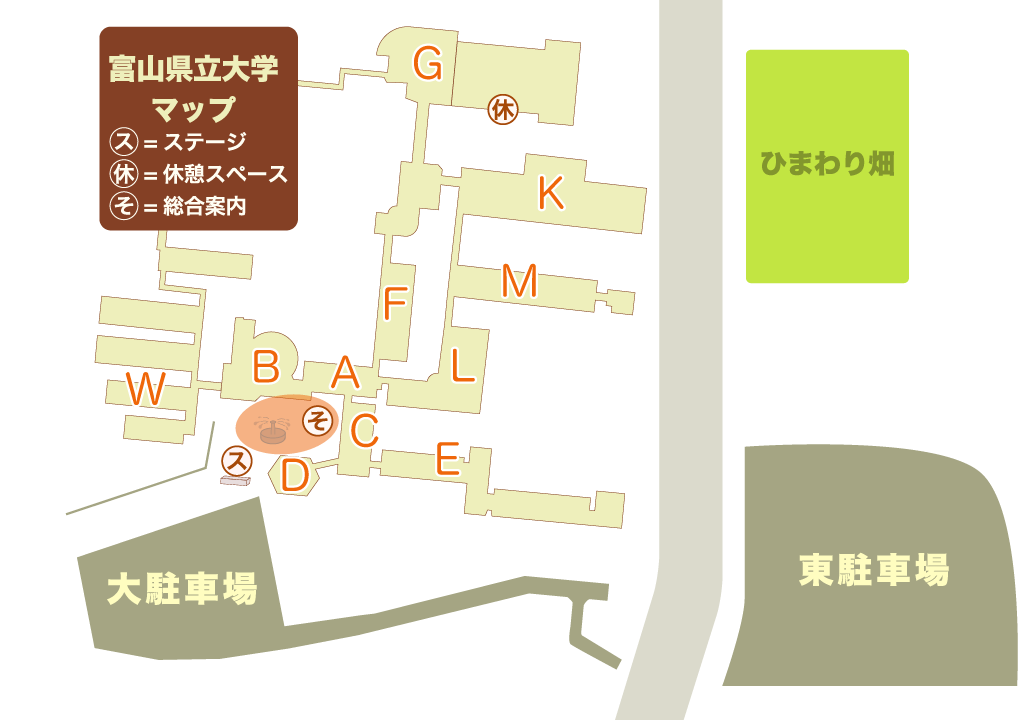 富山県立大学
マップ
ス = ステージ
休 = 休憩スペース
そ = 総合案内
G
休
K
ひまわり畑
M
F
B
A
L
W
そ
C
ス
D
E
大駐車場
東駐車場